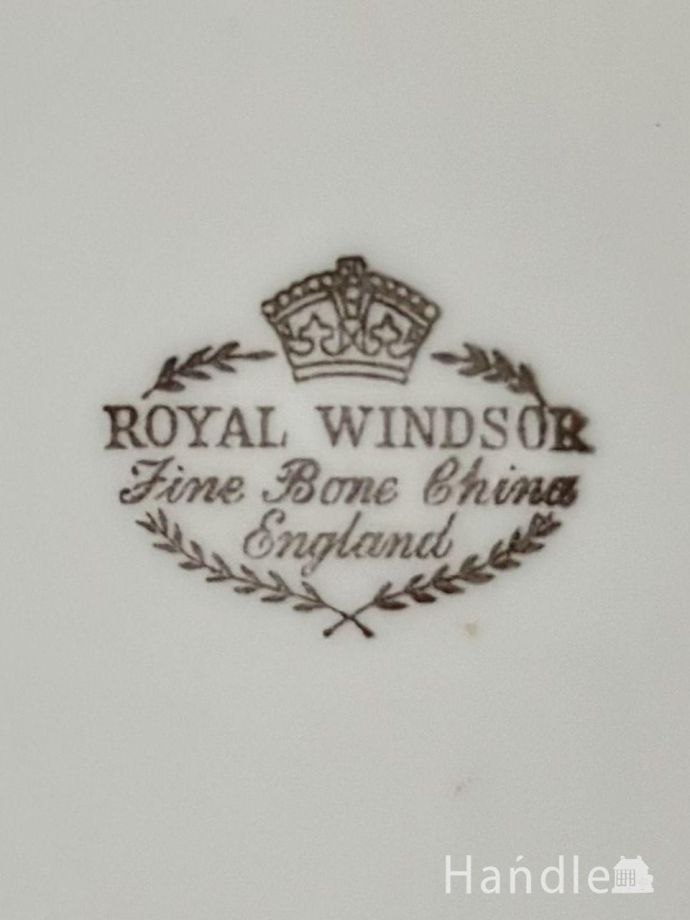 ROYAL WINDSOR
Fine Bone China
England
Handle